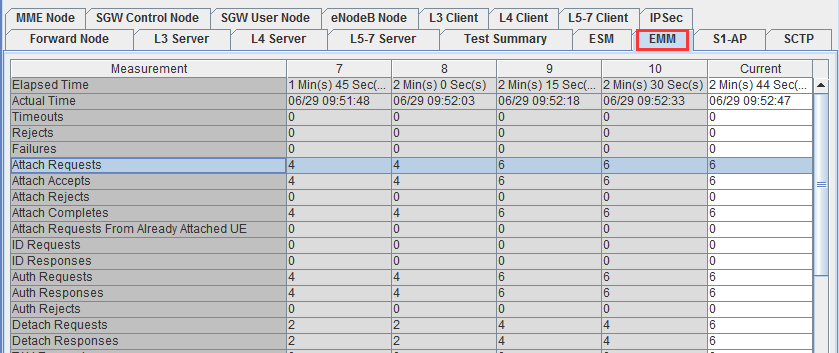 MME Node SGW Control Node SGW User Node eNodeB Node L3 Client L4 Client L5-7 Client IPSec
Forward Node L3 Server L4 Server L5-7 Server Test Summary ESM EMM S1-AP SCTP
Measurement 7 8 9 10 Current
Elapsed Time 1 Min(s) 45 Sec(... 2 Min(s) 0 Sec(s) 2 Min(s) 15 Sec(... 2 Min(s) 30 Sec(... 2 Min(s) 44 Sec(...
Actual Time 06/29 09:51:48 06/29 09:52:03 06/29 09:52:18 06/29 09:52:33 06/29 09:52:47
Timeouts 0 0 0 0 0
Rejects 0 0 0 0 0
Failures 0 0 0 0 0
Attach Requests 4 4 6 6 6
Attach Accepts 4 4 6 6 6
Attach Rejects 0 0 0 0 0
Attach Completes 4 4 6 6 6
Attach Requests From Already Attached UE 0 0 0 0 0
ID Requests 0 0 0 0 0
ID Responses 0 0 0 0 0
Auth Requests 4 4 6 6 6
Auth Responses 4 4 6 6 6
Auth Rejects 0 0 0 0 0
Detach Requests 2 2 4 4 6
Detach Responses 2 2 4 4 6